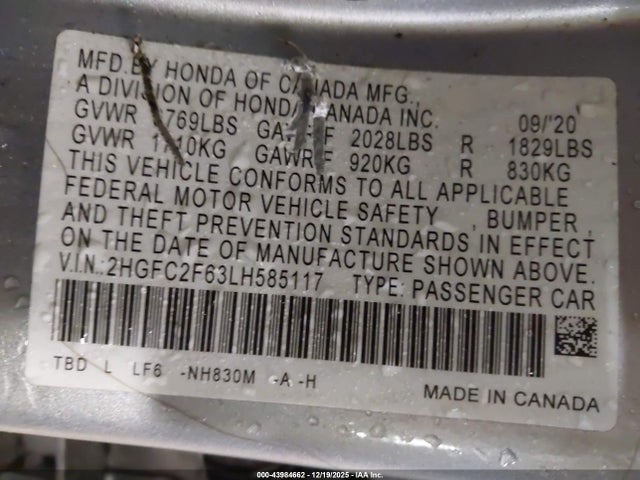 MFD.BY HONDA OF CANADA MFG.,
A DIVISION OF HONDA CANADA INC. 09/'20
GVWR 769LBS GAWR F 2028LBS R 1829LBS
GVWR 1710KG GAWR F 920KG R 830KG
THIS VEHICLE CONFORMS TO ALL APPLICABLE
FEDERAL MOTOR VEHICLE SAFETY , BUMPER ,
AND THEFT PREVENTION STANDARDS IN EFFECT
ON THE DATE OF MANUFACTURE SHOWN ABOVE.
V.I.N.:2HGFC2F63LH585117 TYPE: PASSENGER CAR
TBD L LF6 -NH830M -A -H
MADE IN CANADA
000-43984662 - 12/19/2025 - IAA Inc.